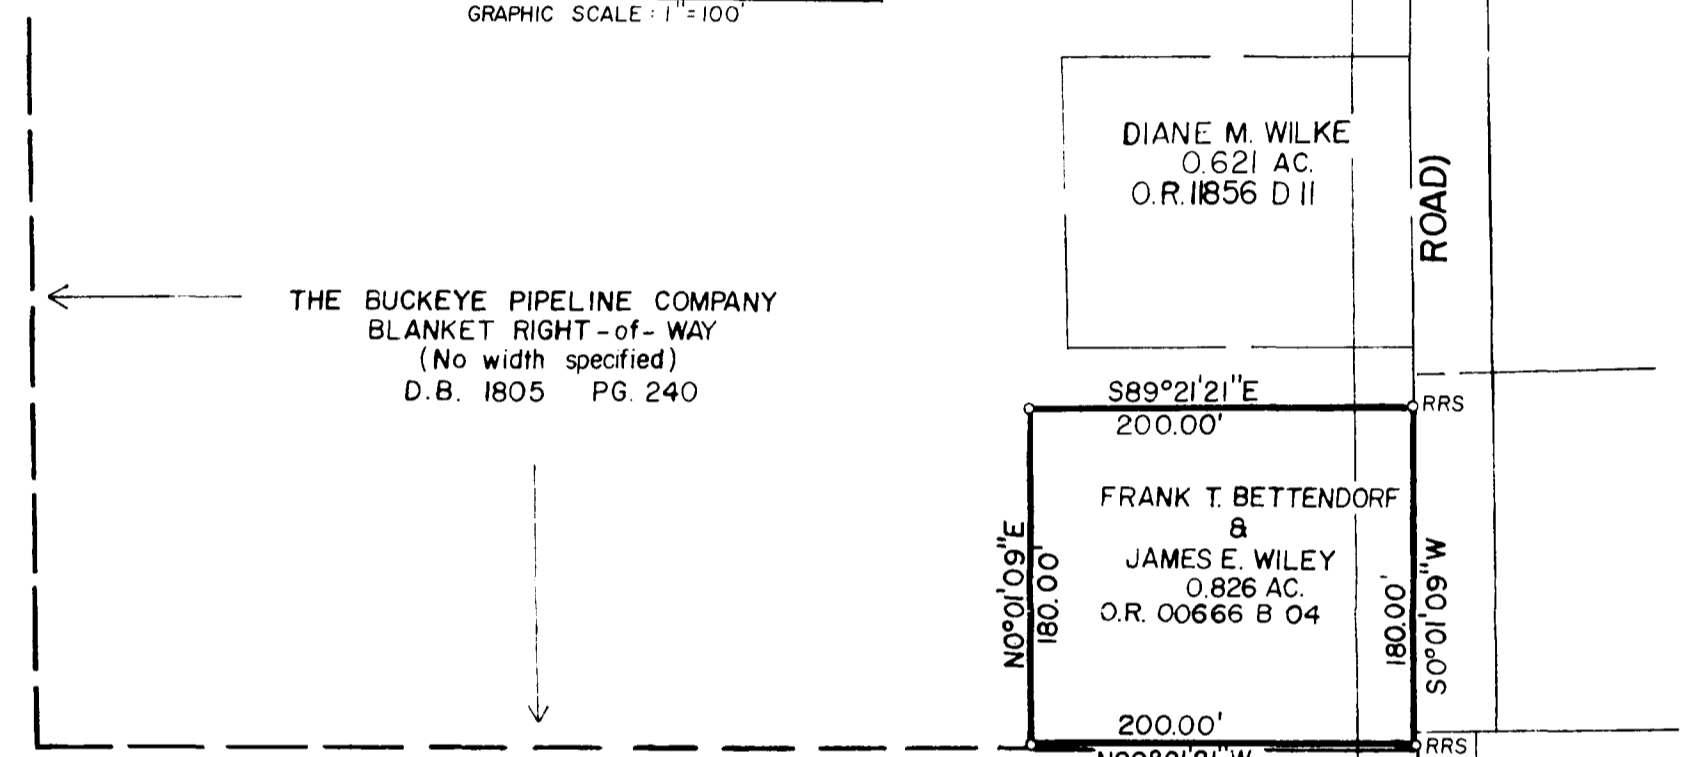 GRAPHIC SCALE : 1"=100'
DIANE M. WILKE
0.621 AC.
O.R. 11856 D 11
ROAD)
THE BUCKEYE PIPELINE COMPANY
BLANKET RIGHT-of-WAY
(No width specified)
D.B. 1805 PG. 240
S89°21'21"E
200.00'
RRS
FRANK T. BETTENDORF
&
JAMES E. WILEY
0.826 AC.
O.R. 00666 B 04
N0°01'09"E
180.00'
180.00'
S0°01'09"W
200.00'
RRS